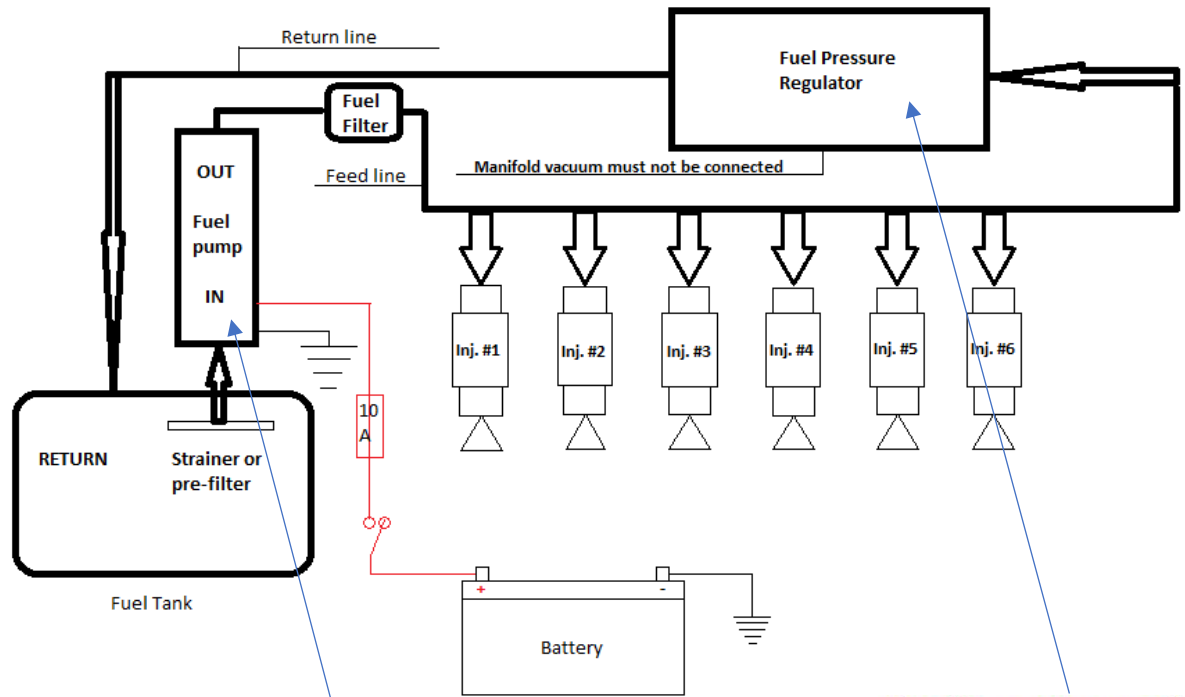 Return line
Fuel Pressure
Regulator
Fuel
Filter
OUT
Fuel
pump
IN
Feed line
Manifold vacuum must not be connected
Inj. #1
Inj. #2
Inj. #3
Inj. #4
Inj. #5
Inj. #6
10
A
RETURN
Strainer or
pre-filter
Fuel Tank
+
-
Battery